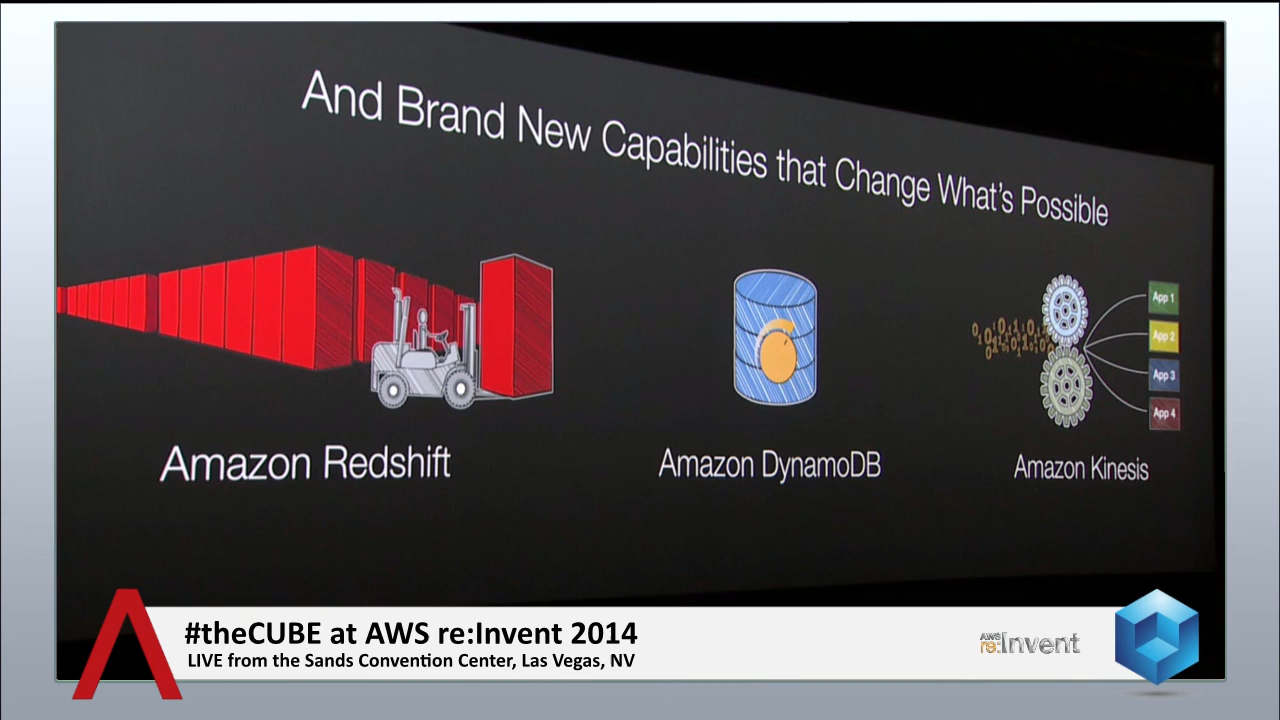 And Brand New Capabilities that Change What's Possible
App 1
App 2
App 3
App 4
Amazon Redshift
Amazon DynamoDB
Amazon Kinesis
#theCUBE at AWS re:Invent 2014
LIVE from the Sands Convention Center, Las Vegas, NV
AWS
re:Invent